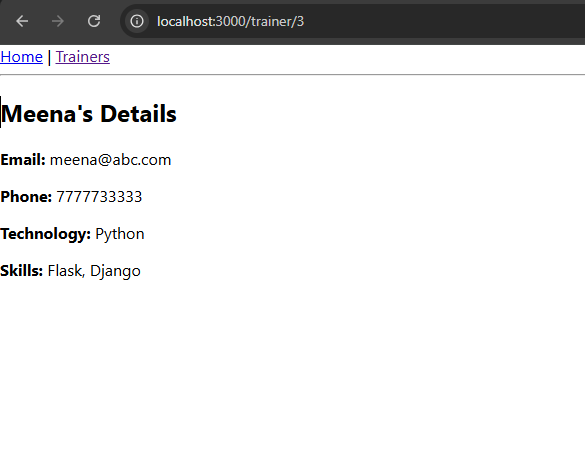 localhost:3000/trainer/3
Home | Trainers
Meena's Details
Email: meena@abc.com
Phone: 7777733333
Technology: Python
Skills: Flask, Django